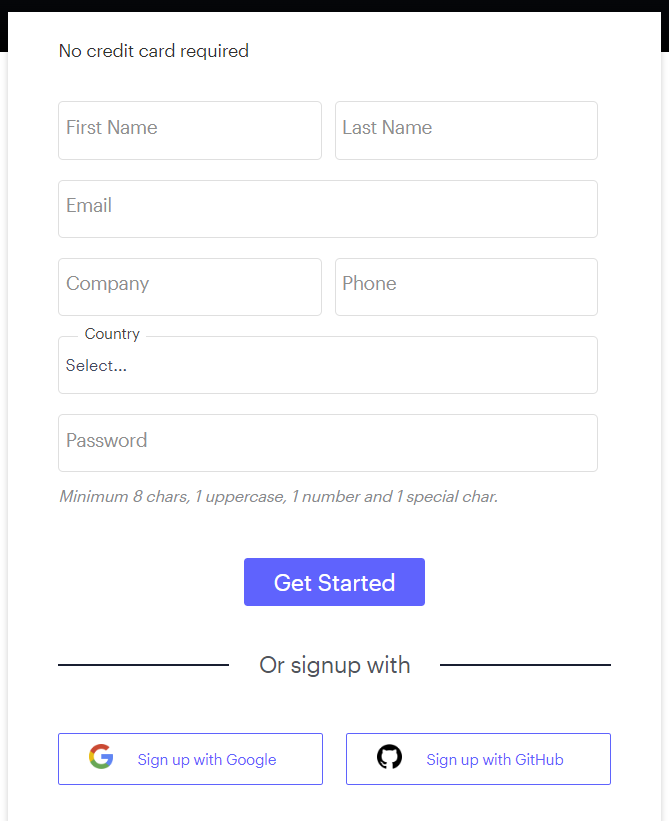 No credit card required
First Name Last Name
Email
Company Phone
Country
Select...
Password
Minimum 8 chars, 1 uppercase, 1 number and 1 special char.
Get Started
Or signup with
Sign up with Google Sign up with GitHub